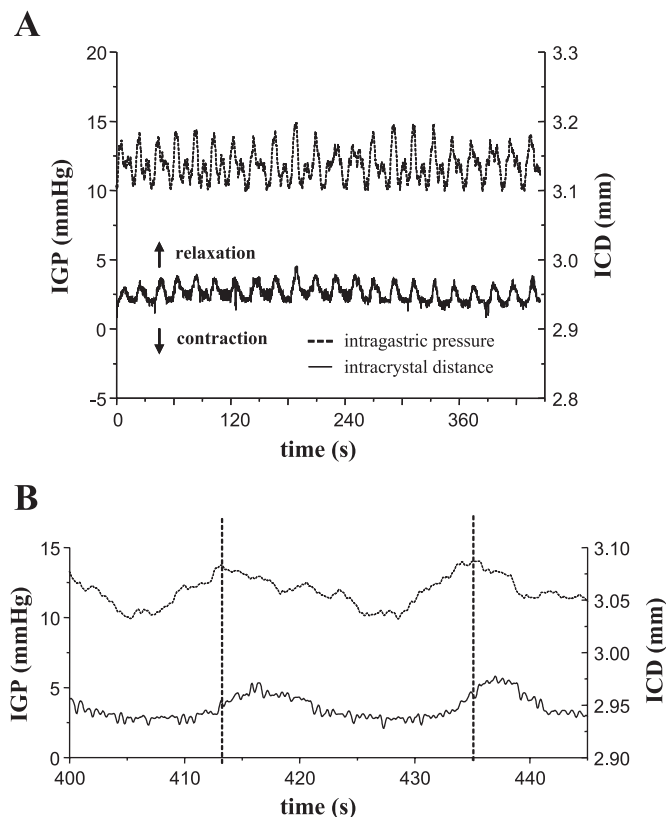 A
20
15
10
5
0
-5
IGP (mmHg)
3.3
3.2
3.1
3.0
2.9
2.8
ICD (mm)
relaxation
contraction
intragastric pressure
intracrystal distance
0 120 240 360
time (s)
B
15
10
5
0
IGP (mmHg)
3.10
3.05
3.00
2.95
2.90
ICD (mm)
400 410 420 430 440
time (s)